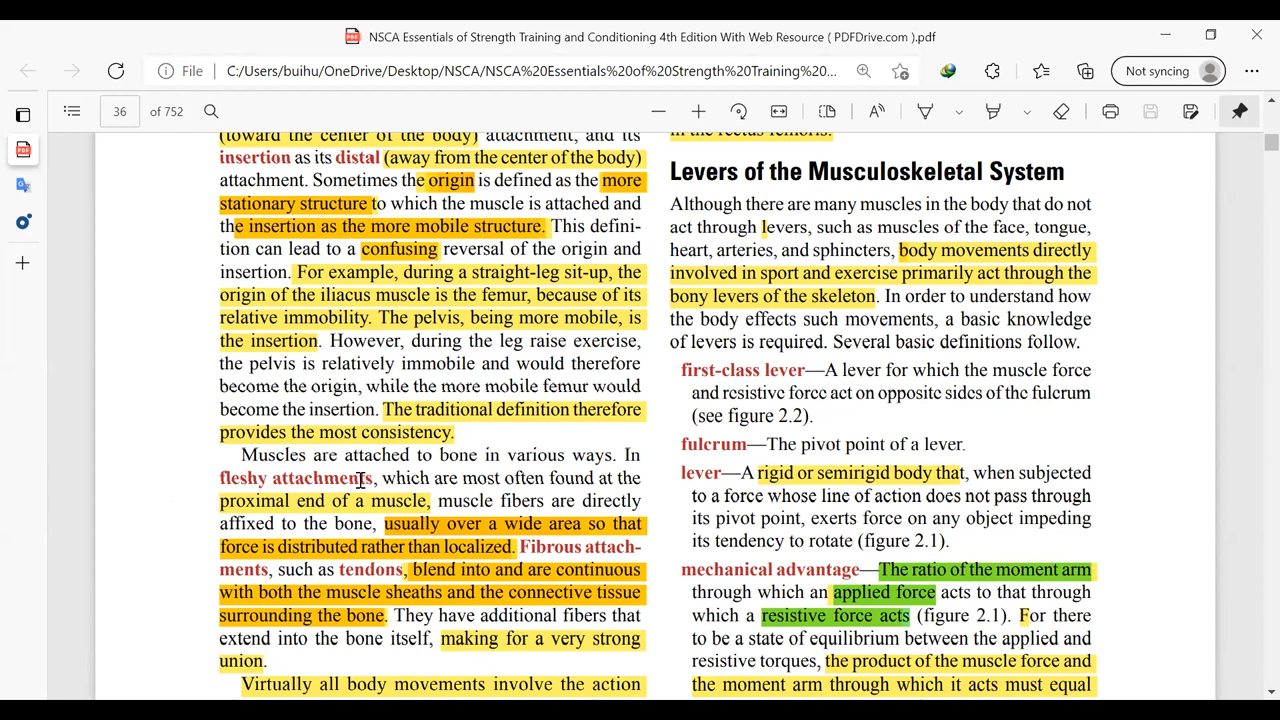 NSCA Essentials of Strength Training and Conditioning 4th Edition With Web Resource ( PDFDrive.com ).pdf
File
C:/Users/buihu/OneDrive/Desktop/NSCA/NSCA%20Essentials%20of%20Strength%20Training%20...
Not syncing
36 of 752
(toward the center of the body) attachment, and its
insertion as its distal (away from the center of the body)
attachment. Sometimes the origin is defined as the more
stationary structure to which the muscle is attached and
the insertion as the more mobile structure. This defini-
tion can lead to a confusing reversal of the origin and
insertion. For example, during a straight-leg sit-up, the
origin of the iliacus muscle is the femur, because of its
relative immobility. The pelvis, being more mobile, is
the insertion. However, during the leg raise exercise,
the pelvis is relatively immobile and would therefore
become the origin, while the more mobile femur would
become the insertion. The traditional definition therefore
provides the most consistency.
Muscles are attached to bone in various ways. In
fleshy attachments, which are most often found at the
proximal end of a muscle, muscle fibers are directly
affixed to the bone, usually over a wide area so that
force is distributed rather than localized. Fibrous attach-
ments, such as tendons, blend into and are continuous
with both the muscle sheaths and the connective tissue
surrounding the bone. They have additional fibers that
extend into the bone itself, making for a very strong
union.
Virtually all body movements involve the action
in the rectus femoris.
Levers of the Musculoskeletal System
Although there are many muscles in the body that do not
act through levers, such as muscles of the face, tongue,
heart, arteries, and sphincters, body movements directly
involved in sport and exercise primarily act through the
bony levers of the skeleton. In order to understand how
the body effects such movements, a basic knowledge
of levers is required. Several basic definitions follow.
first-class lever—A lever for which the muscle force
and resistive force act on opposite sides of the fulcrum
(see figure 2.2).
fulcrum—The pivot point of a lever.
lever—A rigid or semirigid body that, when subjected
to a force whose line of action does not pass through
its pivot point, exerts force on any object impeding
its tendency to rotate (figure 2.1).
mechanical advantage—The ratio of the moment arm
through which an applied force acts to that through
which a resistive force acts (figure 2.1). For there
to be a state of equilibrium between the applied and
resistive torques, the product of the muscle force and
the moment arm through which it acts must equal